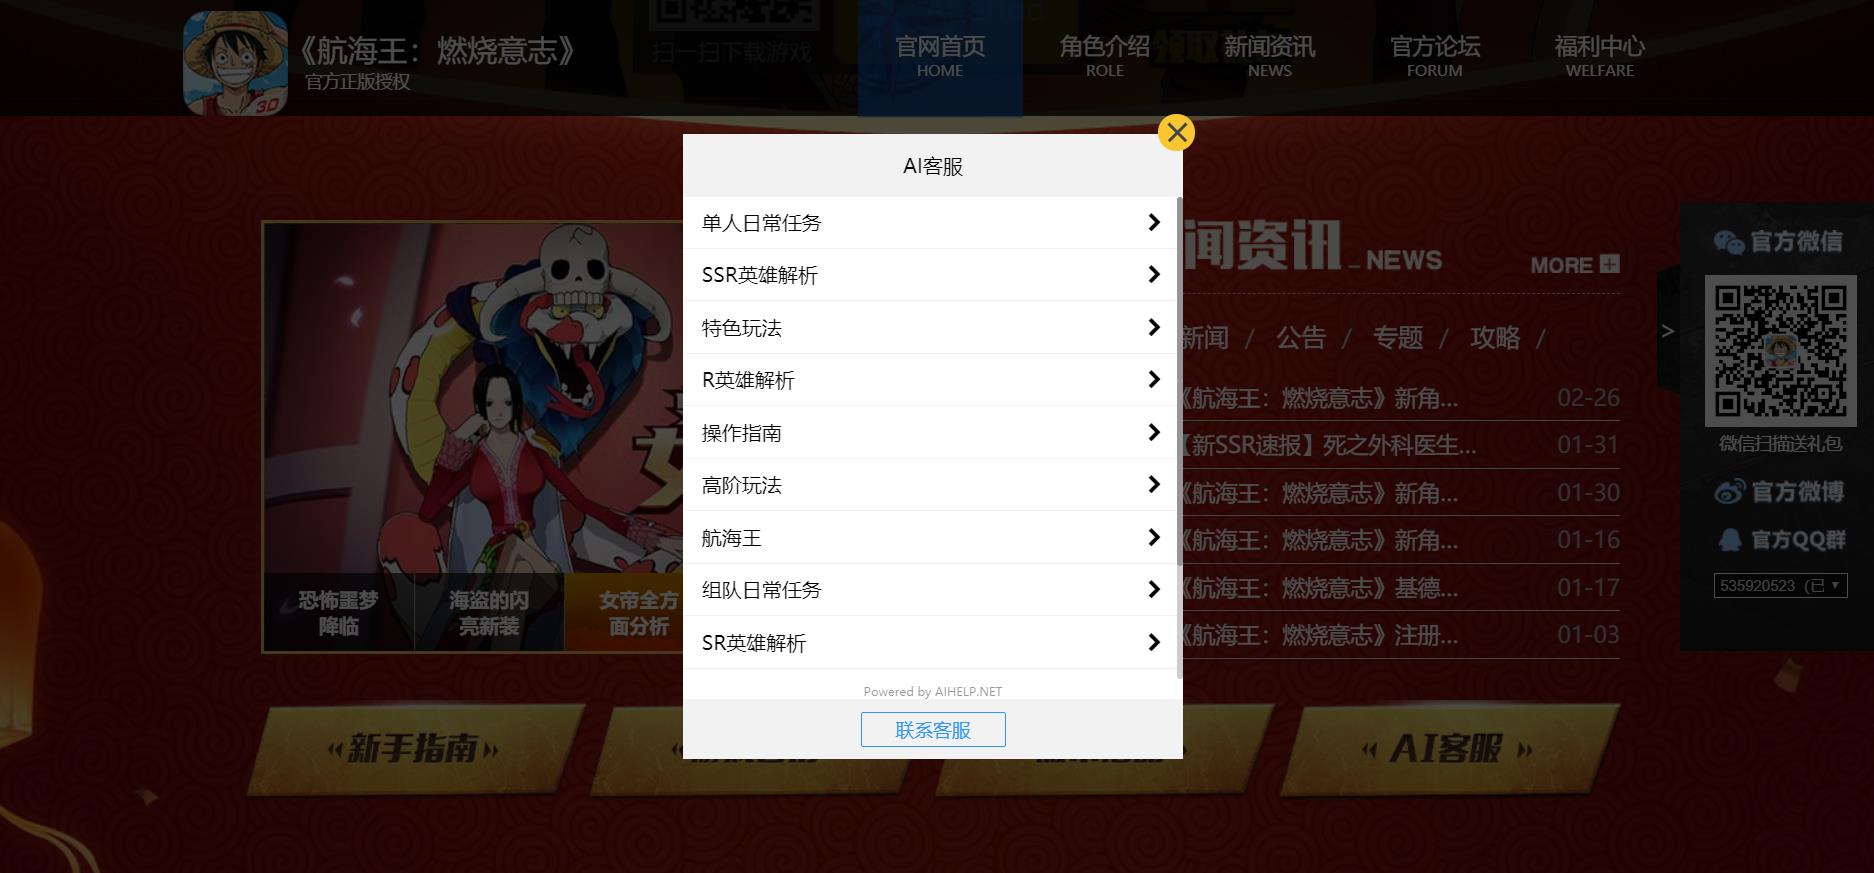 《航海王：燃烧意志》
官方正版授权
扫一扫下载游戏
官网首页
HOME
角色介绍
ROLE
新闻资讯
NEWS
官方论坛
FORUM
福利中心
WELFARE
3D
AI客服
单人日常任务
SSR英雄解析
特色玩法
R英雄解析
操作指南
高阶玩法
航海王
组队日常任务
SR英雄解析
Powered by AIHELP.NET
联系客服
恐怖噩梦
降临
海盗的闪
亮新装
女帝全方
面分析
闻资讯 NEWS
MORE
新闻 / 公告 / 专题 / 攻略 /
《航海王：燃烧意志》新角... 02-26
【新SSR速报】死之外科医生... 01-31
《航海王：燃烧意志》新角... 01-30
《航海王：燃烧意志》新角... 01-16
《航海王：燃烧意志》基德... 01-17
《航海王：燃烧意志》注册... 01-03
官方微信
微信扫描送礼包
官方微博
官方QQ群
535920523（已
新手指南
AI客服